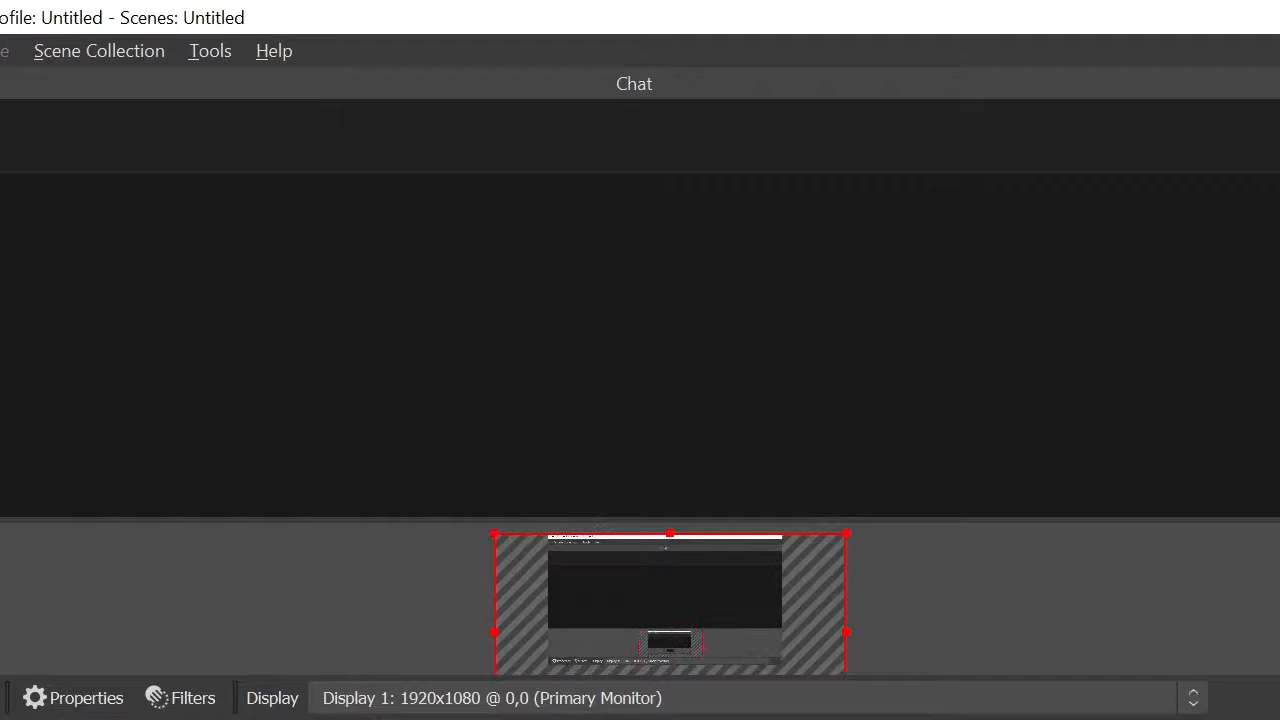 ofile: Untitled - Scenes: Untitled
e Scene Collection Tools Help
Chat
Properties Filters Display Display 1: 1920x1080 @ 0,0 (Primary Monitor)